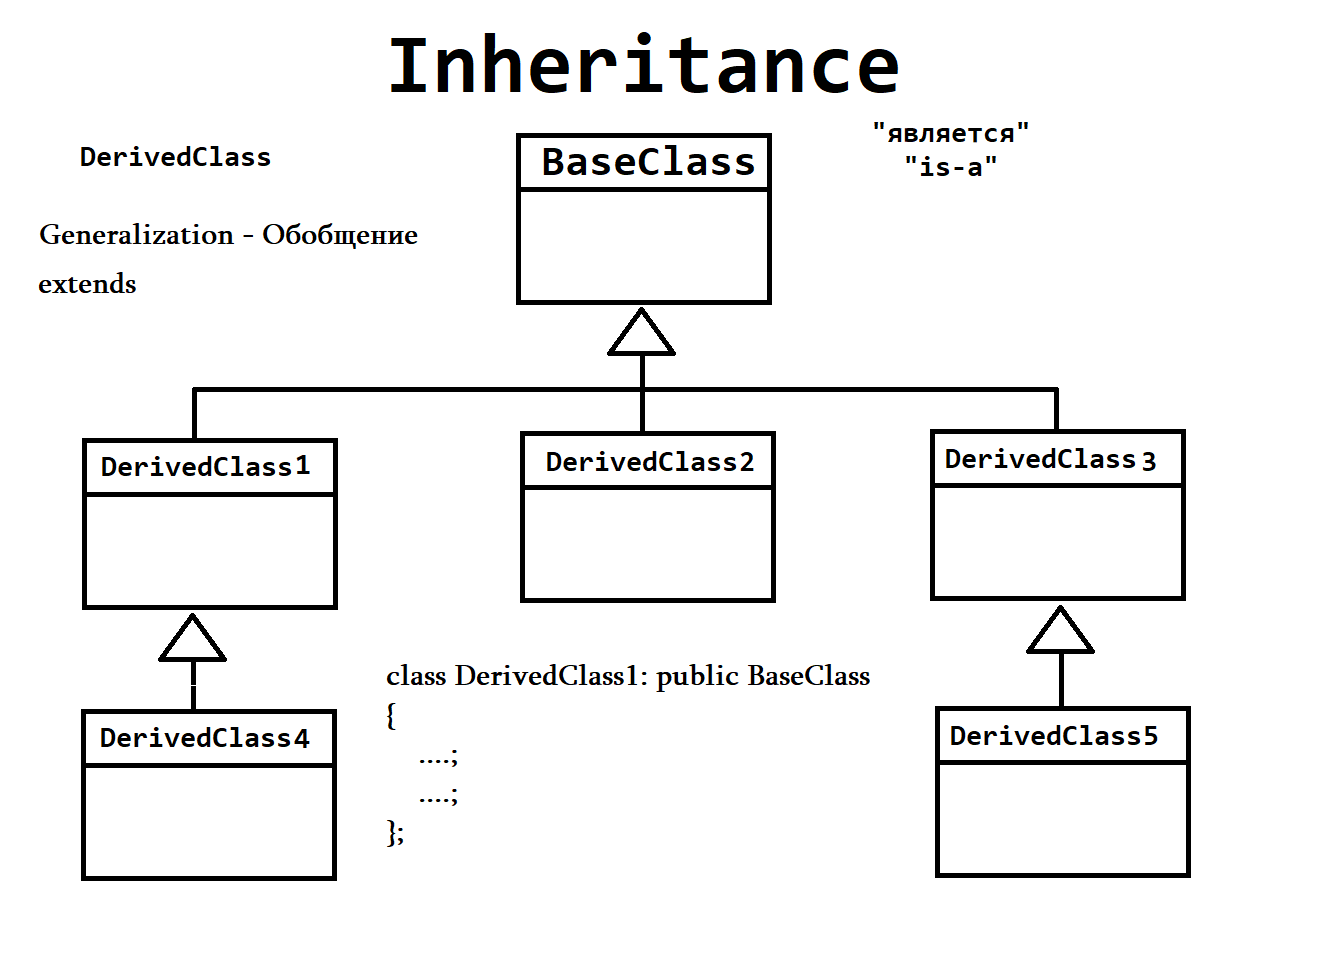 Inheritance
"является"
"is-a"
DerivedClass
BaseClass
Generalization - Обобщение
extends
DerivedClass1
DerivedClass2
DerivedClass3
class DerivedClass1: public BaseClass
{
....;
....;
};
DerivedClass4
DerivedClass5